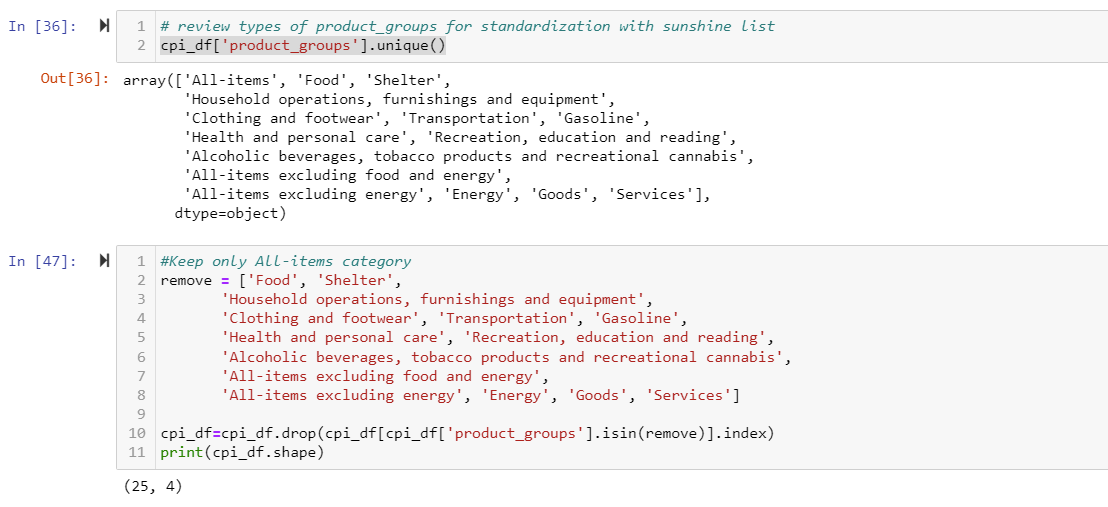 In [36]:
1 # review types of product_groups for standardization with sunshine list
2 cpi_df['product_groups'].unique()
Out[36]: array(['All-items', 'Food', 'Shelter',
'Household operations, furnishings and equipment',
'Clothing and footwear', 'Transportation', 'Gasoline',
'Health and personal care', 'Recreation, education and reading',
'Alcoholic beverages, tobacco products and recreational cannabis',
'All-items excluding food and energy',
'All-items excluding energy', 'Energy', 'Goods', 'Services'],
dtype=object)
In [47]:
1 #Keep only All-items category
2 remove = ['Food', 'Shelter',
3 'Household operations, furnishings and equipment',
4 'Clothing and footwear', 'Transportation', 'Gasoline',
5 'Health and personal care', 'Recreation, education and reading',
6 'Alcoholic beverages, tobacco products and recreational cannabis',
7 'All-items excluding food and energy',
8 'All-items excluding energy', 'Energy', 'Goods', 'Services']
9
10 cpi_df=cpi_df.drop(cpi_df[cpi_df['product_groups'].isin(remove)].index)
11 print(cpi_df.shape)
(25, 4)